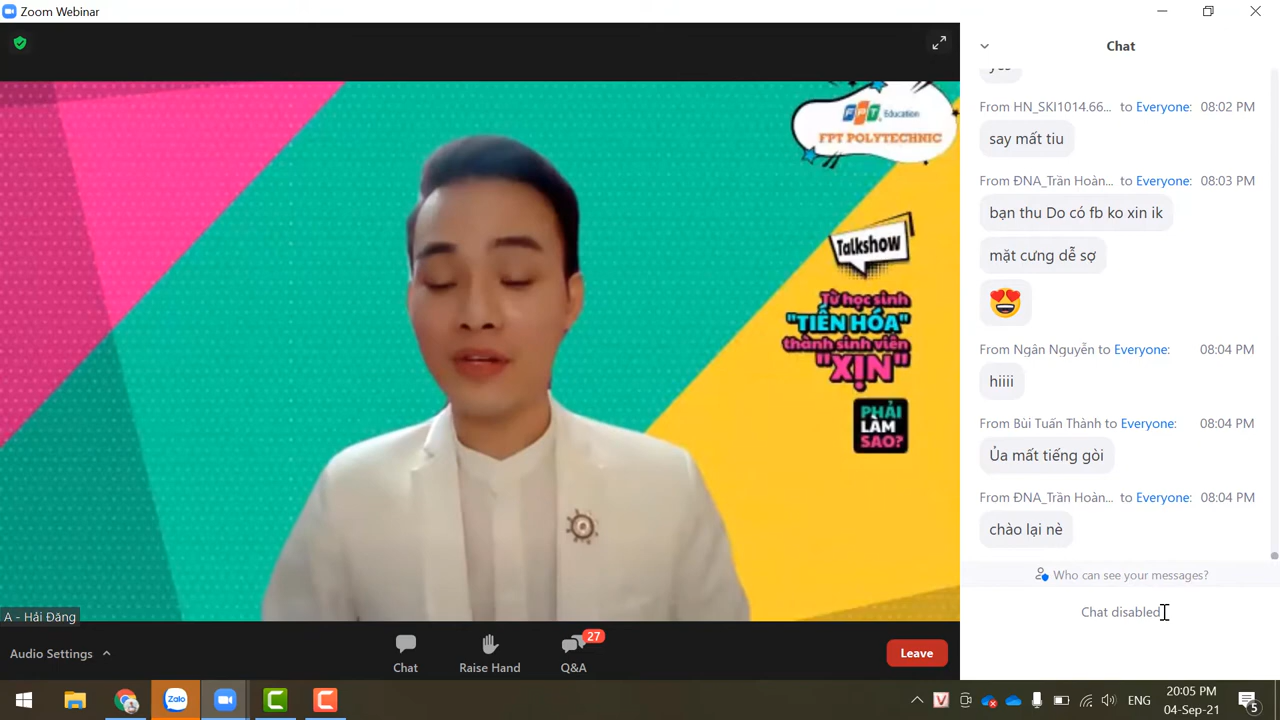 Zoom Webinar
FPT Education
FPT POLYTECHNIC
Talkshow
Từ học sinh
"TIẾN HÓA"
thành sinh viên
"XỊN"
PHẢI
LÀM
SAO?
A - Hải Đăng
Audio Settings
Chat
Raise Hand
27
Q&A
Leave
Chat
yes
From HN_SKI1014.66... to Everyone: 08:02 PM
say mất tiu
From ĐNA_Trần Hoàn... to Everyone: 08:03 PM
bạn thu Do có fb ko xin ik
mặt cưng dễ sợ
From Ngân Nguyễn to Everyone: 08:04 PM
hiiii
From Bùi Tuấn Thành to Everyone: 08:04 PM
Ủa mất tiếng gòi
From ĐNA_Trần Hoàn... to Everyone: 08:04 PM
chào lại nè
Who can see your messages?
Chat disabled
Zalo
ENG
20:05 PM
04-Sep-21
5